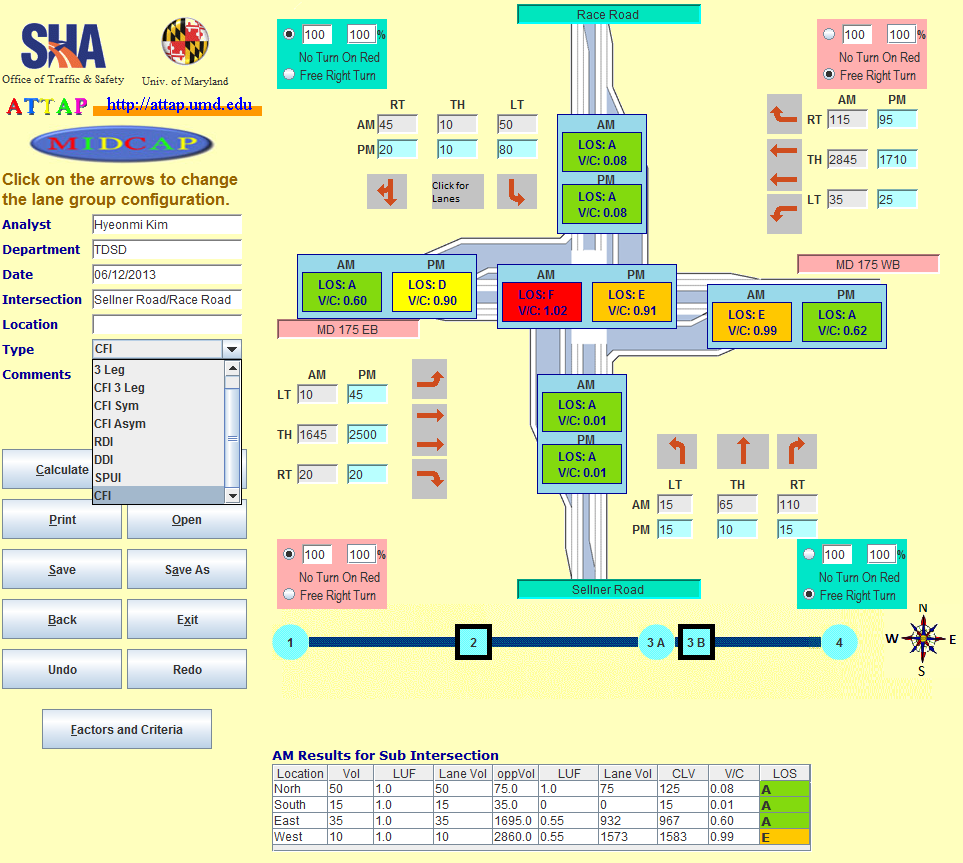 SHA
Office of Traffic & Safety
Univ. of Maryland
ATTAP http://attap.umd.edu
MIDCAP
Click on the arrows to change
the lane group configuration.
Analyst Hyeonmi Kim
Department TDSD
Date 06/12/2013
Intersection Sellner Road/Race Road
Location
Type CFI
Comments
3 Leg
CFI 3 Leg
CFI Sym
CFI Asym
RDI
DDI
SPUI
CFI
Calculate
Print Open
Save Save As
Back Exit
Undo Redo
Factors and Criteria
Race Road
100 100 %
No Turn On Red
Free Right Turn
100 100 %
No Turn On Red
Free Right Turn
RT TH LT
AM 45 10 50
PM 20 10 80
Click for
Lanes
AM PM
RT 115 95
TH 2845 1710
LT 35 25
AM
LOS: A
V/C: 0.08
PM
LOS: A
V/C: 0.08
MD 175 WB
AM PM
LOS: A LOS: D
V/C: 0.60 V/C: 0.90
MD 175 EB
AM PM
LOS: F LOS: E
V/C: 1.02 V/C: 0.91
AM PM
LOS: E LOS: A
V/C: 0.99 V/C: 0.62
AM PM
LT 10 45
TH 1645 2500
RT 20 20
AM
LOS: A
V/C: 0.01
PM
LOS: A
V/C: 0.01
LT TH RT
AM 15 65 110
PM 15 10 15
100 100 %
No Turn On Red
Free Right Turn
100 100 %
No Turn On Red
Free Right Turn
Sellner Road
1 2 3 A 3 B 4
N
W E
S
AM Results for Sub Intersection
Location Vol LUF Lane Vol oppVol LUF Lane Vol CLV V/C LOS
Norh 50 1.0 50 75.0 1.0 75 125 0.08 A
South 15 1.0 15 35.0 0 0 15 0.01 A
East 35 1.0 35 1695.0 0.55 932 967 0.60 A
West 10 1.0 10 2860.0 0.55 1573 1583 0.99 E